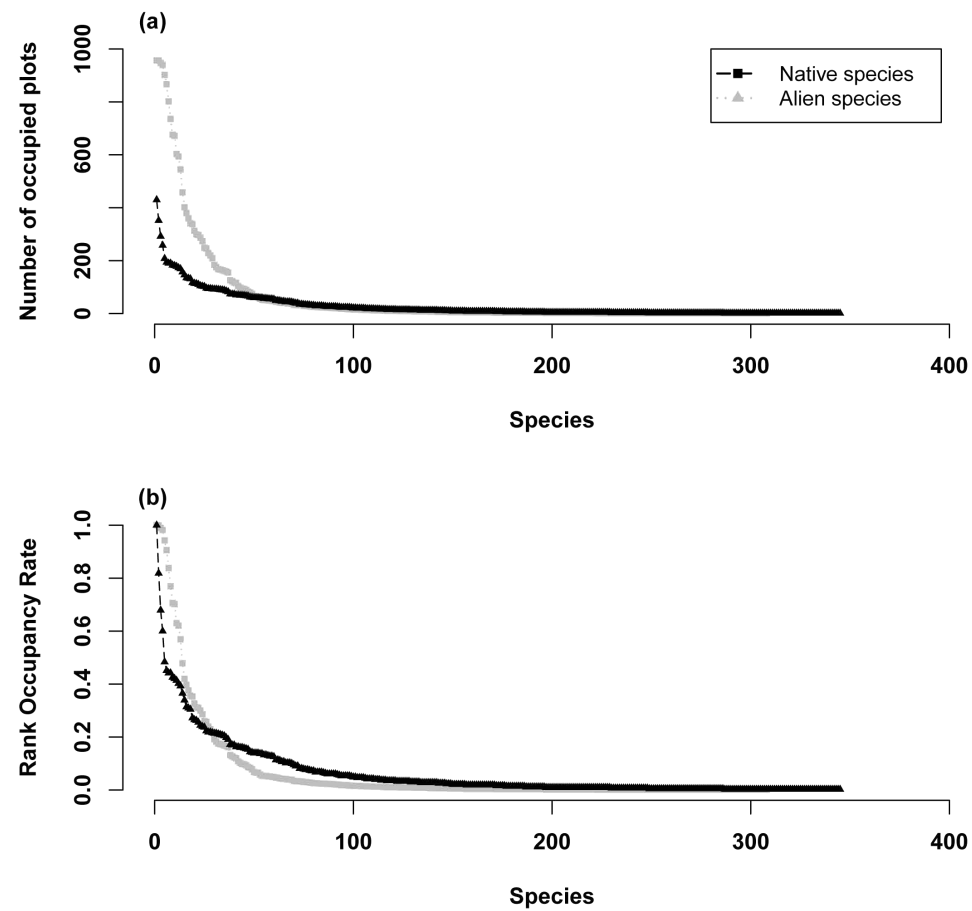 (a)
Number of occupied plots
1000
600
200
0
Native species
Alien species
0 100 200 300 400
Species
(b)
Rank Occupancy Rate
1.0
0.8
0.6
0.4
0.2
0.0
0 100 200 300 400
Species